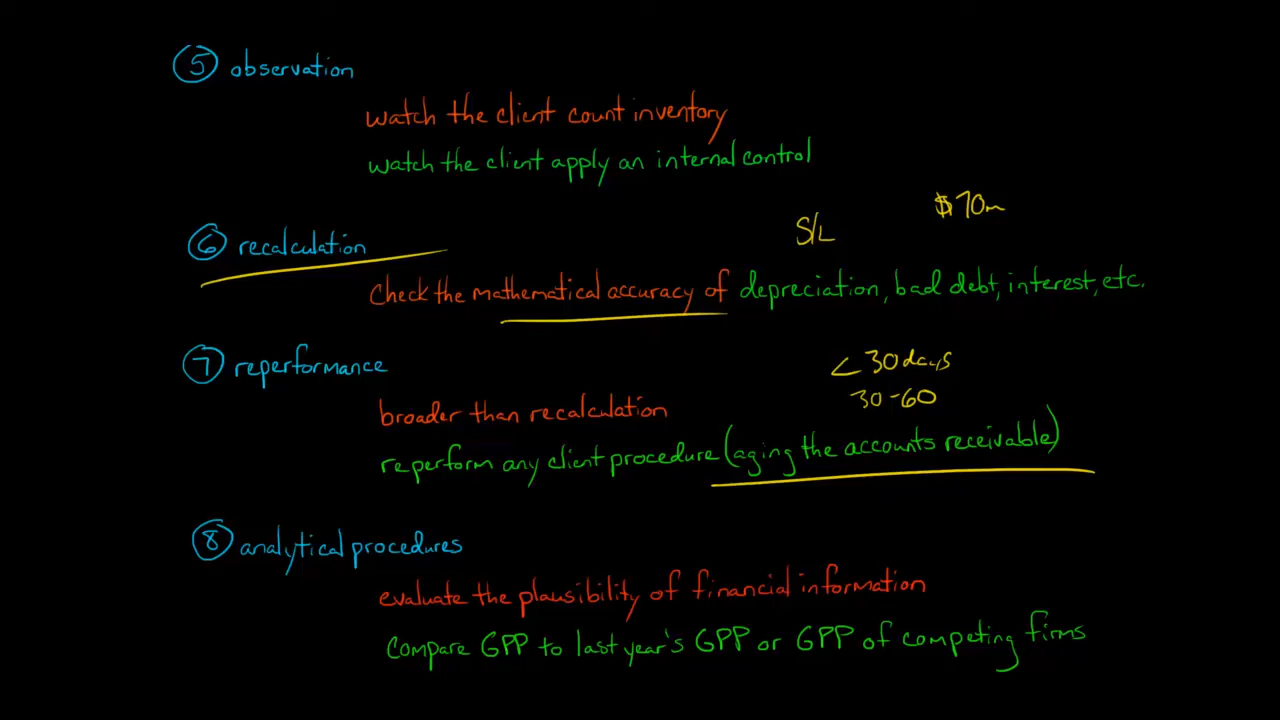 5 observation
watch the client count inventory
watch the client apply an internal control
$70m
S/L
6 recalculation
check the mathematical accuracy of depreciation, bad debt, interest, etc.
7 reperformance
broader than recalculation
<30 days
30-60
reperform any client procedure (aging the accounts receivable)
8 analytical procedures
evaluate the plausibility of financial information
compare GPP to last year's GPP or GPP of competing firms